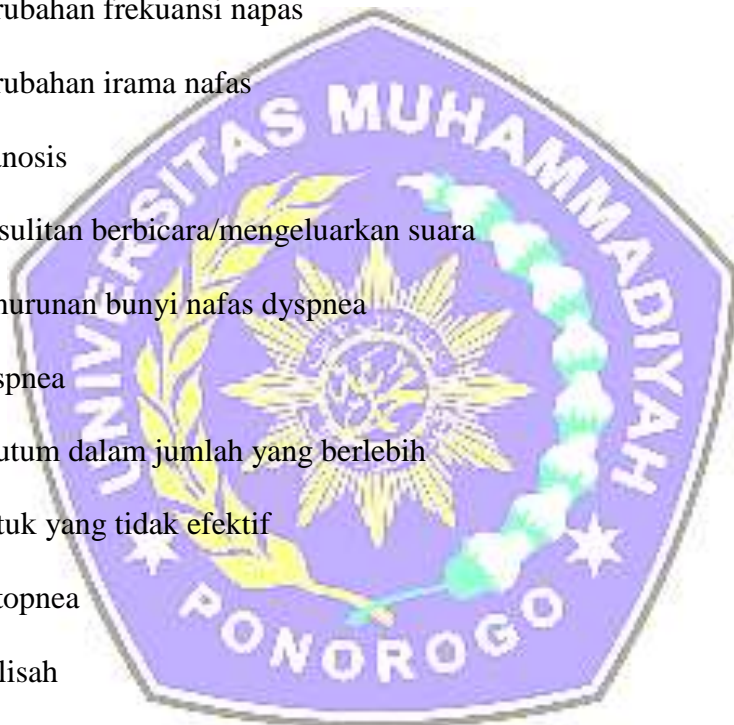 rubahan frekuansi napas
rubahan irama nafas
anosis
sulitan berbicara/mengeluarkan suara
nurunan bunyi nafas dyspnea
spnea
utum dalam jumlah yang berlebih
tuk yang tidak efektif
topnea
lisah
UNIVERSITAS MUHAMMADIYAH
PONOROGO